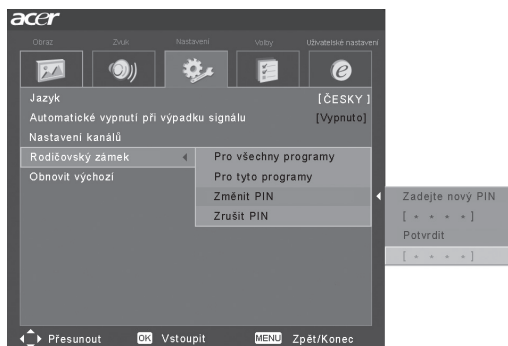 acer
Obraz Zvuk Nastavení Volby Uživatelské nastavení
Jazyk [ČESKY]
Automatické vypnutí při výpadku signálu [Vypnuto]
Nastavení kanálů
Rodičovský zámek Pro všechny programy
Obnovit výchozí Pro tyto programy
Změnit PIN Zadejte nový PIN
Zrušit PIN [ * * * * ]
Potvrdit
[ * * * * ]
Přesunout OK Vstoupit MENU Zpět/Konec